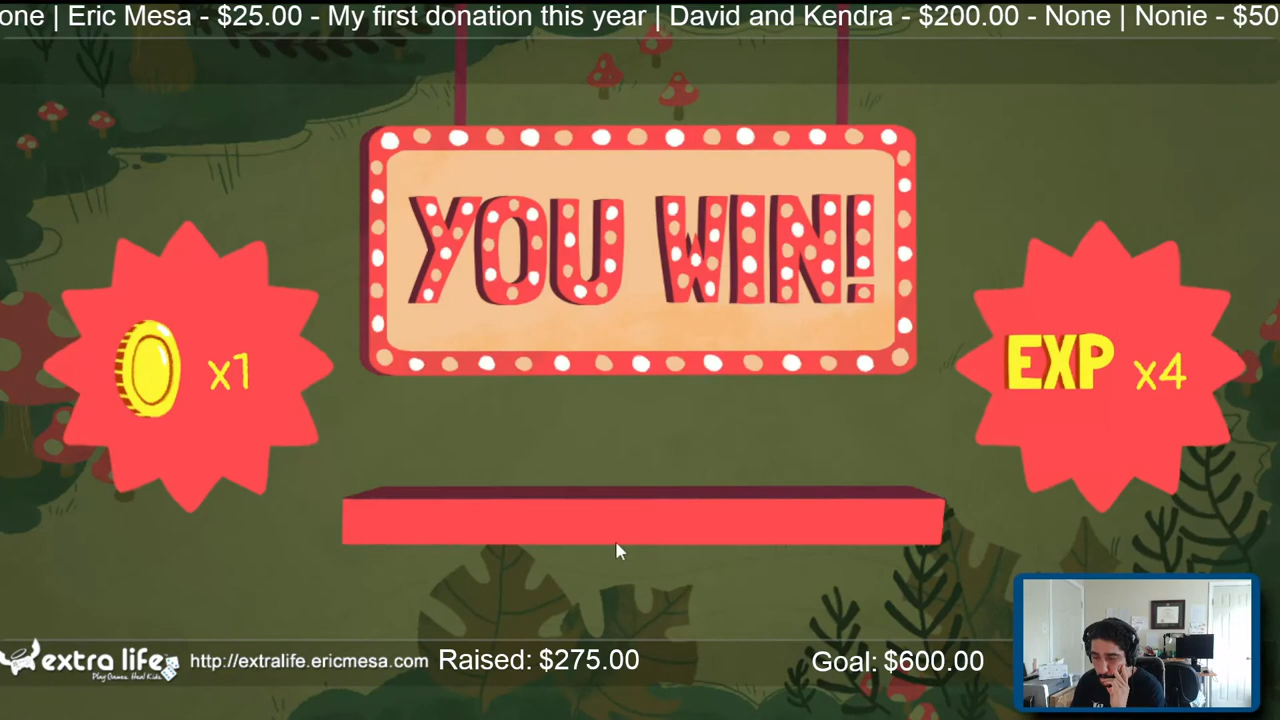 one | Eric Mesa - $25.00 - My first donation this year | David and Kendra - $200.00 - None | Nonie - $50
YOU WIN!
x1
EXP x4
extra life
Play Games. Heal Kids.
http://extralife.ericmesa.com
Raised: $275.00
Goal: $600.00